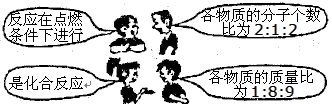 反应在点燃
条件下进行
各物质的分子个数
比为2:1:2
是化合反应
各物质的质量比
为1:8:9